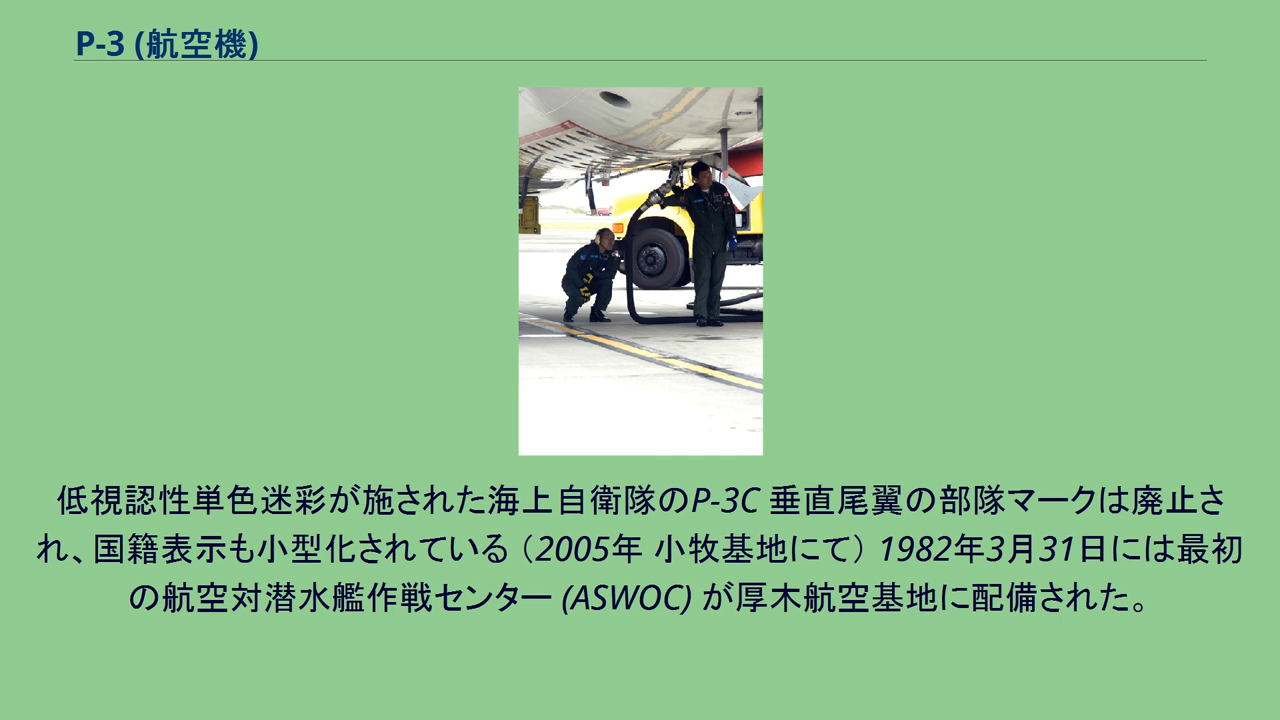 P-3 (航空機)
低視認性単色迷彩が施された海上自衛隊のP-3C 垂直尾翼の部隊マークは廃止さ
れ、国籍表示も小型化されている（2005年 小牧基地にて）1982年3月31日には最初
の航空対潜水艦作戦センター (ASWOC) が厚木航空基地に配備された。